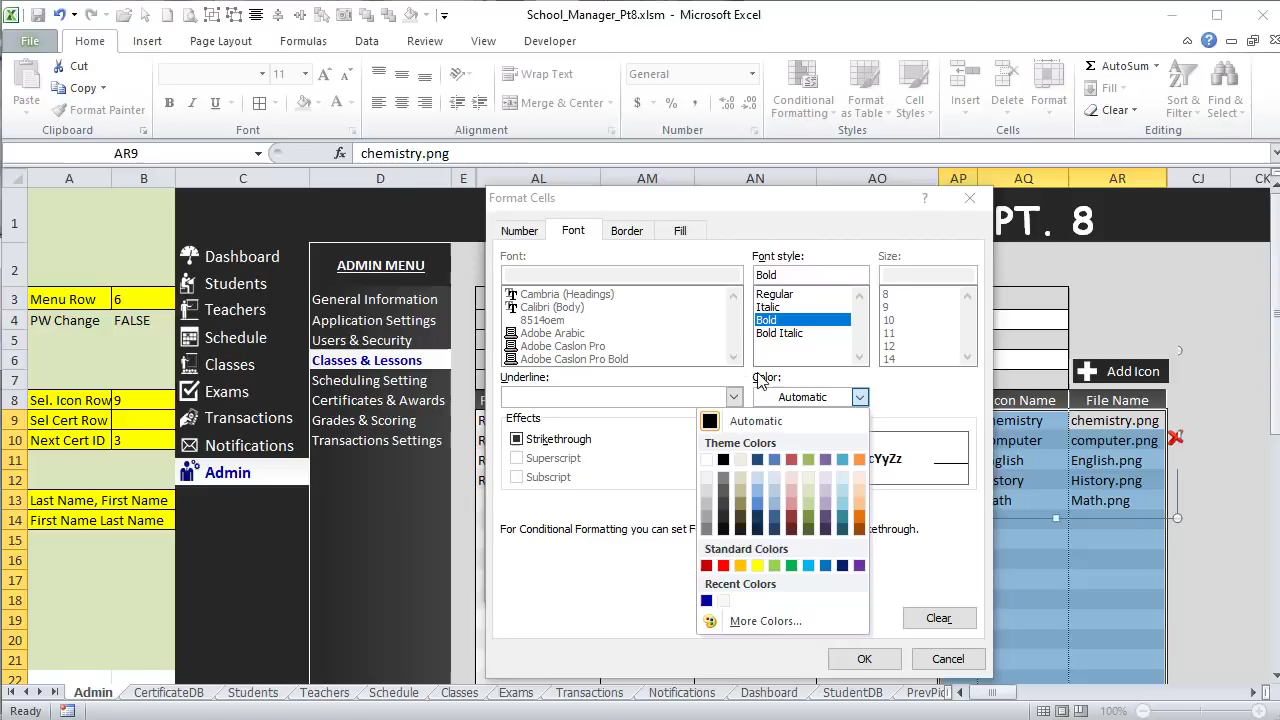 School_Manager_Pt8.xlsm - Microsoft Excel
File Home Insert Page Layout Formulas Data Review View Developer
Paste
Cut
Copy
Format Painter
Clipboard
11
B I U
Font
Wrap Text
Merge & Center
Alignment
General
$ % ,
Number
Conditional Formatting
Format as Table
Cell Styles
Styles
Insert
Delete
Format
Cells
AutoSum
Fill
Clear
Sort & Filter
Find & Select
Editing
AR9 fx chemistry.png
A B C D E AL AM AN AO AP AQ AR CJ CK
1
2
3
4
5
6
7
8
9
10
11
12
13
14
15
16
17
18
19
20
21
22
PT. 8
Menu Row 6
PW Change FALSE
Sel. Icon Row 9
Sel Cert Row
Next Cert ID 3
Last Name, First Name
First Name Last Name
Dashboard
Students
Teachers
Schedule
Classes
Exams
Transactions
Notifications
Admin
ADMIN MENU
General Information
Application Settings
Users & Security
Classes & Lessons
Scheduling Setting
Certificates & Awards
Grades & Scoring
Transactions Settings
Format Cells
Number Font Border Fill
Font:
Cambria (Headings)
Calibri (Body)
8514oem
Adobe Arabic
Adobe Caslon Pro
Adobe Caslon Pro Bold
Font style:
Bold
Regular
Italic
Bold
Bold Italic
Size:
8
9
10
11
12
14
Underline:
Color:
Automatic
Effects
Strikethrough
Superscript
Subscript
Automatic
Theme Colors
Standard Colors
Recent Colors
More Colors...
cYyZz
For Conditional Formatting you can set F
kethrough.
Clear
OK
Cancel
Add Icon
con Name File Name
hemistry chemistry.png
omputer computer.png
nglish English.png
istory History.png
ath Math.png
Admin CertificateDB Students Teachers Schedule Classes Exams Transactions Notifications Dashboard StudentDB PrevPic
Ready
100%